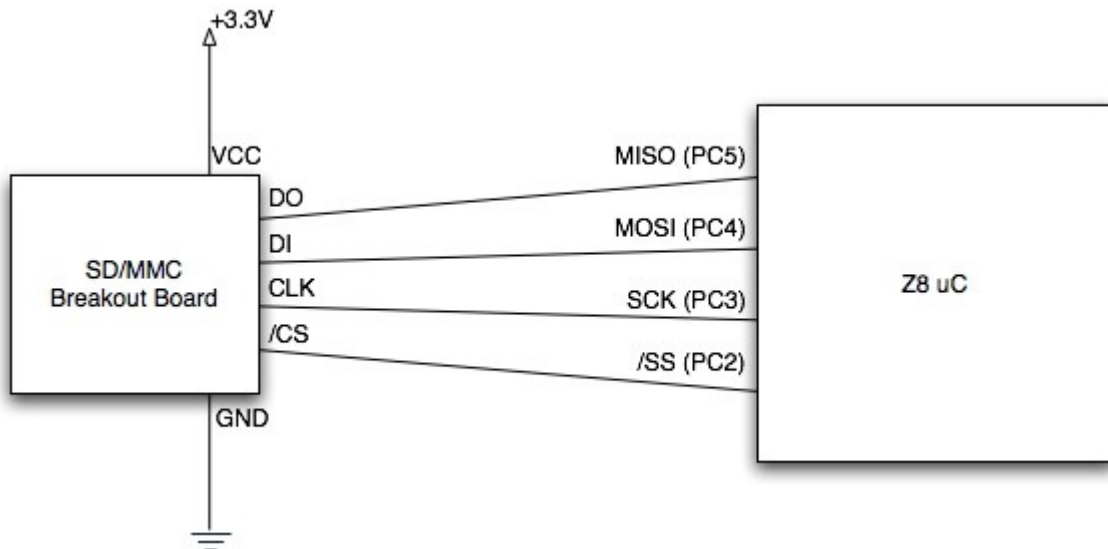 +3.3V
VCC
MISO (PC5)
DO
MOSI (PC4)
DI
SD/MMC
Breakout Board
CLK
SCK (PC3)
Z8 uC
/CS
/SS (PC2)
GND